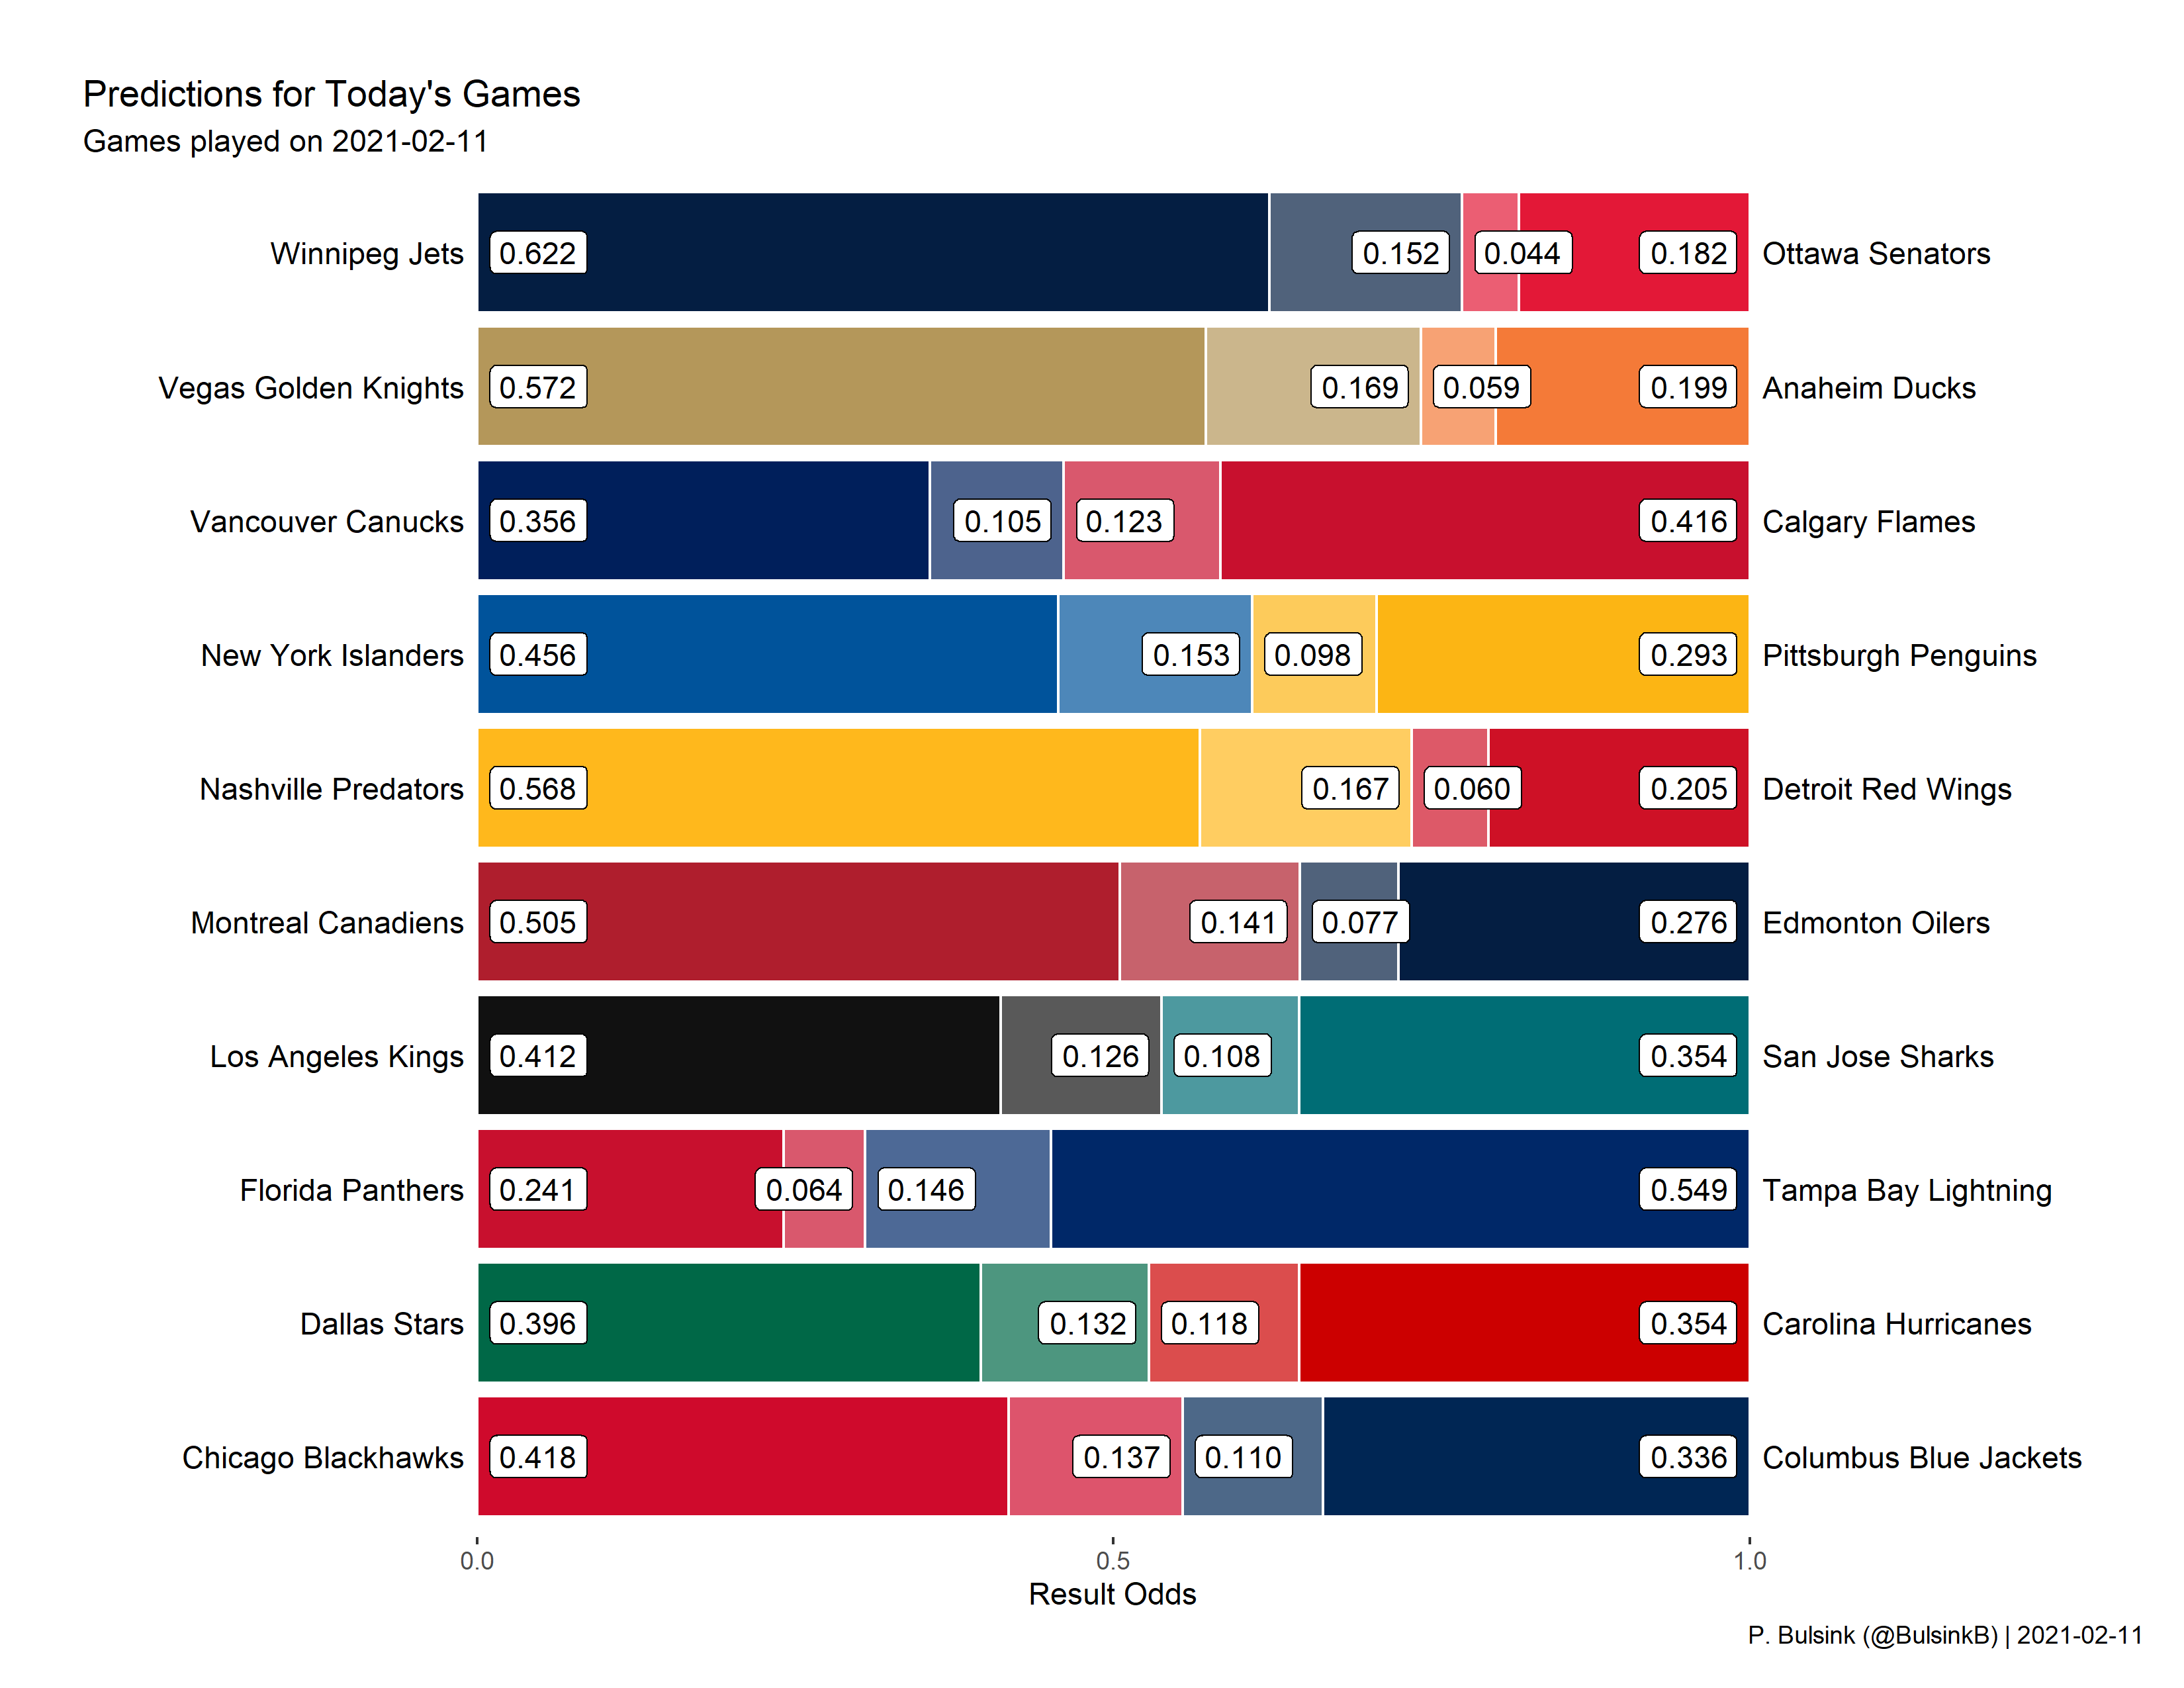 Predictions for Today's Games
Games played on 2021-02-11
Winnipeg Jets 0.622 0.152 0.044 0.182 Ottawa Senators
Vegas Golden Knights 0.572 0.169 0.059 0.199 Anaheim Ducks
Vancouver Canucks 0.356 0.105 0.123 0.416 Calgary Flames
New York Islanders 0.456 0.153 0.098 0.293 Pittsburgh Penguins
Nashville Predators 0.568 0.167 0.060 0.205 Detroit Red Wings
Montreal Canadiens 0.505 0.141 0.077 0.276 Edmonton Oilers
Los Angeles Kings 0.412 0.126 0.108 0.354 San Jose Sharks
Florida Panthers 0.241 0.064 0.146 0.549 Tampa Bay Lightning
Dallas Stars 0.396 0.132 0.118 0.354 Carolina Hurricanes
Chicago Blackhawks 0.418 0.137 0.110 0.336 Columbus Blue Jackets
0.0 0.5 1.0
Result Odds
P. Bulsink (@BulsinkB) | 2021-02-11